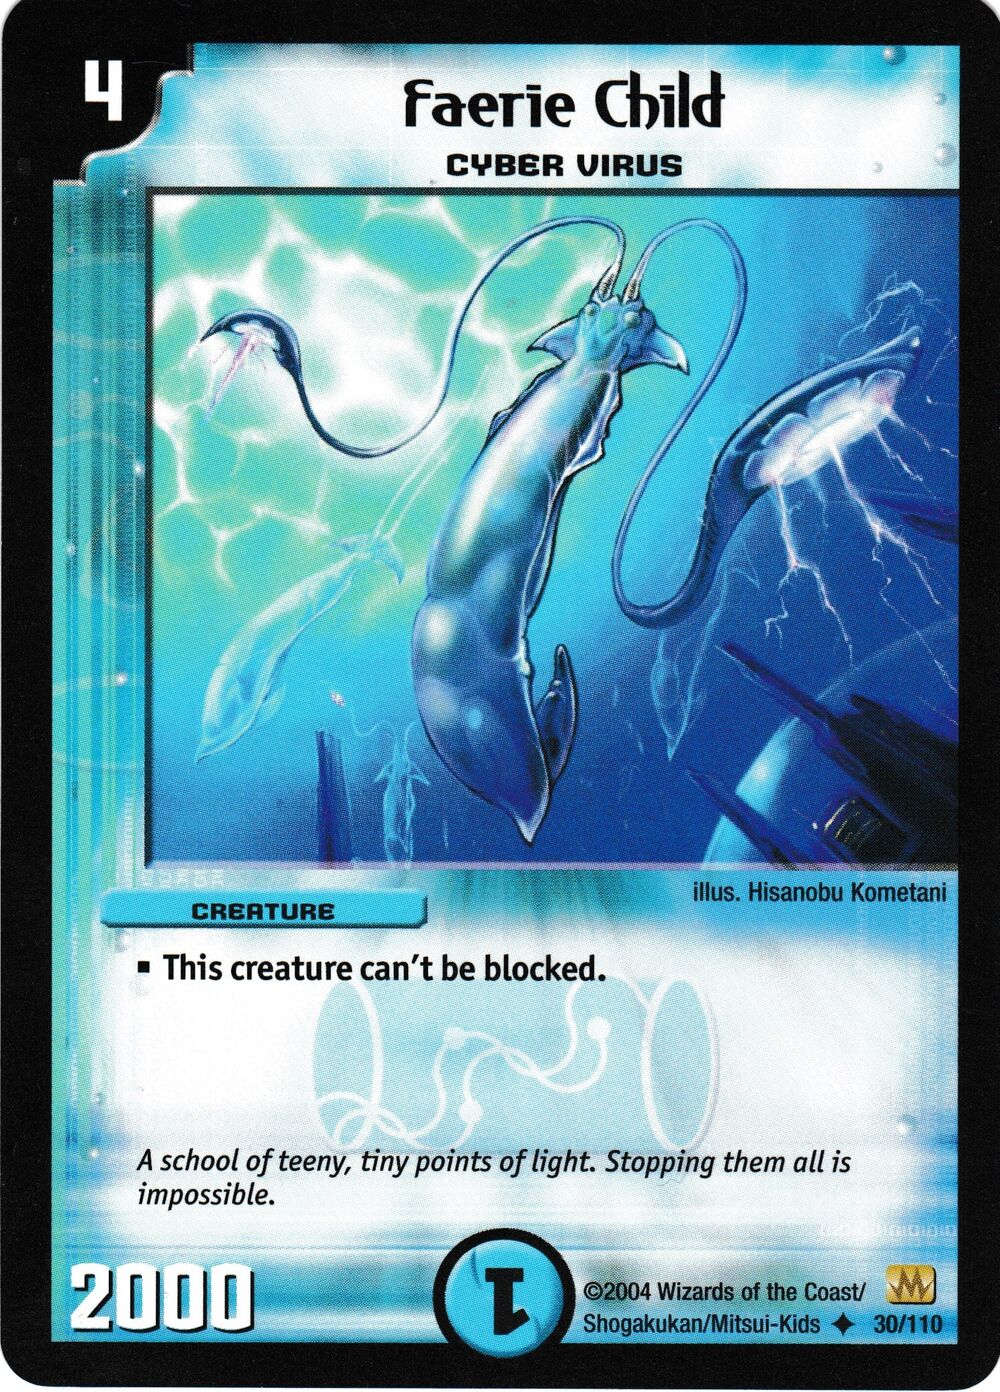 4
Faerie Child
CYBER VIRUS
illus. Hisanobu Kometani
CREATURE
▪ This creature can't be blocked.
A school of teeny, tiny points of light. Stopping them all is
impossible.
2000
1
©2004 Wizards of the Coast/
Shogakukan/Mitsui-Kids ✦ 30/110